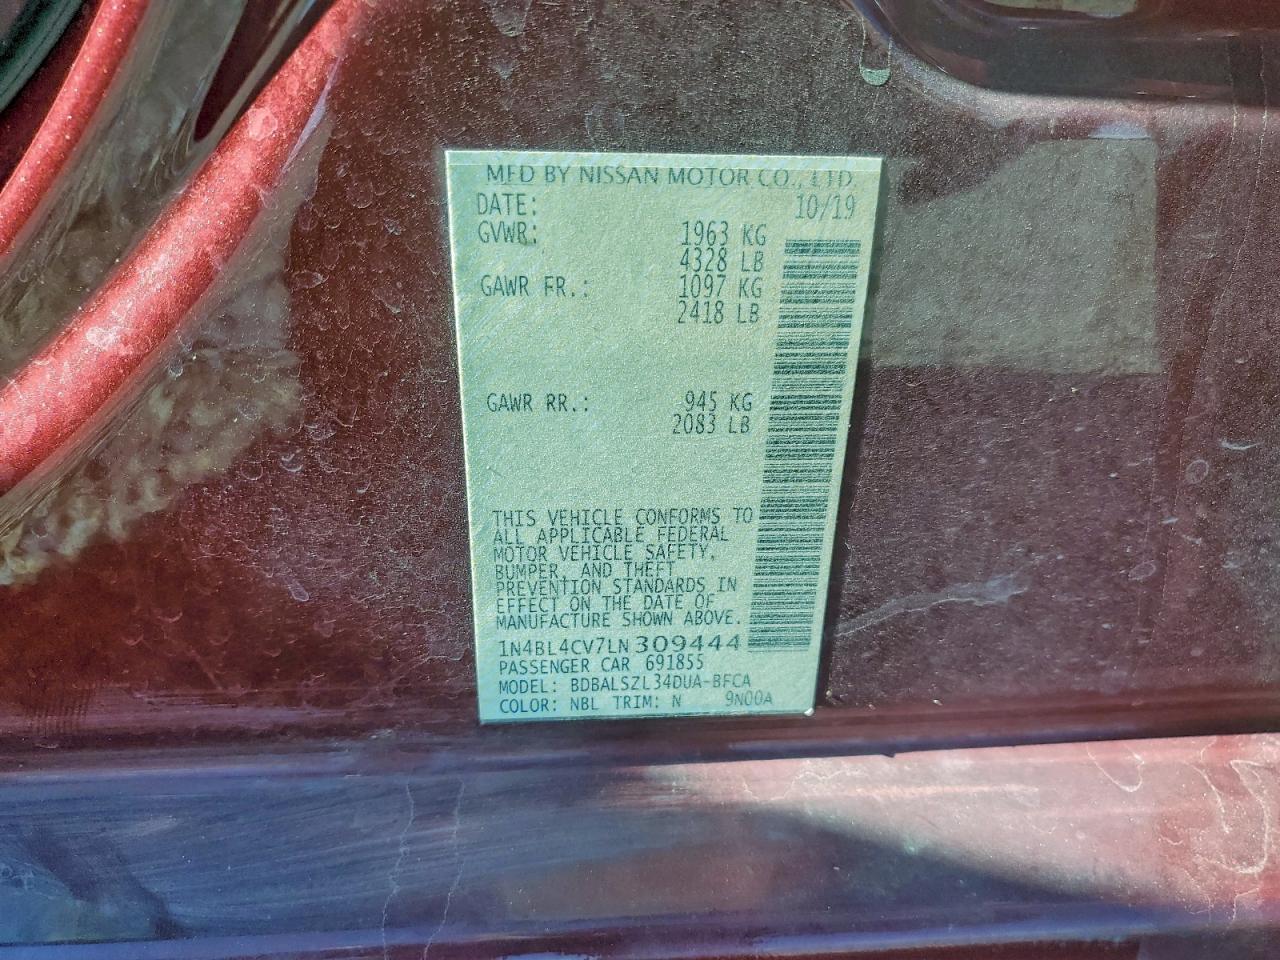 MFD BY NISSAN MOTOR CO., LTD.
DATE: 10/19
GVWR: 1963 KG
4328 LB
GAWR FR.: 1097 KG
2418 LB
GAWR RR.: 945 KG
2083 LB
THIS VEHICLE CONFORMS TO
ALL APPLICABLE FEDERAL
MOTOR VEHICLE SAFETY,
BUMPER, AND THEFT
PREVENTION STANDARDS IN
EFFECT ON THE DATE OF
MANUFACTURE SHOWN ABOVE.
1N4BL4CV7LN309444
PASSENGER CAR 691855
MODEL: BDBALSZL34DUA-BFCA
COLOR: NBL TRIM: N 9N00A